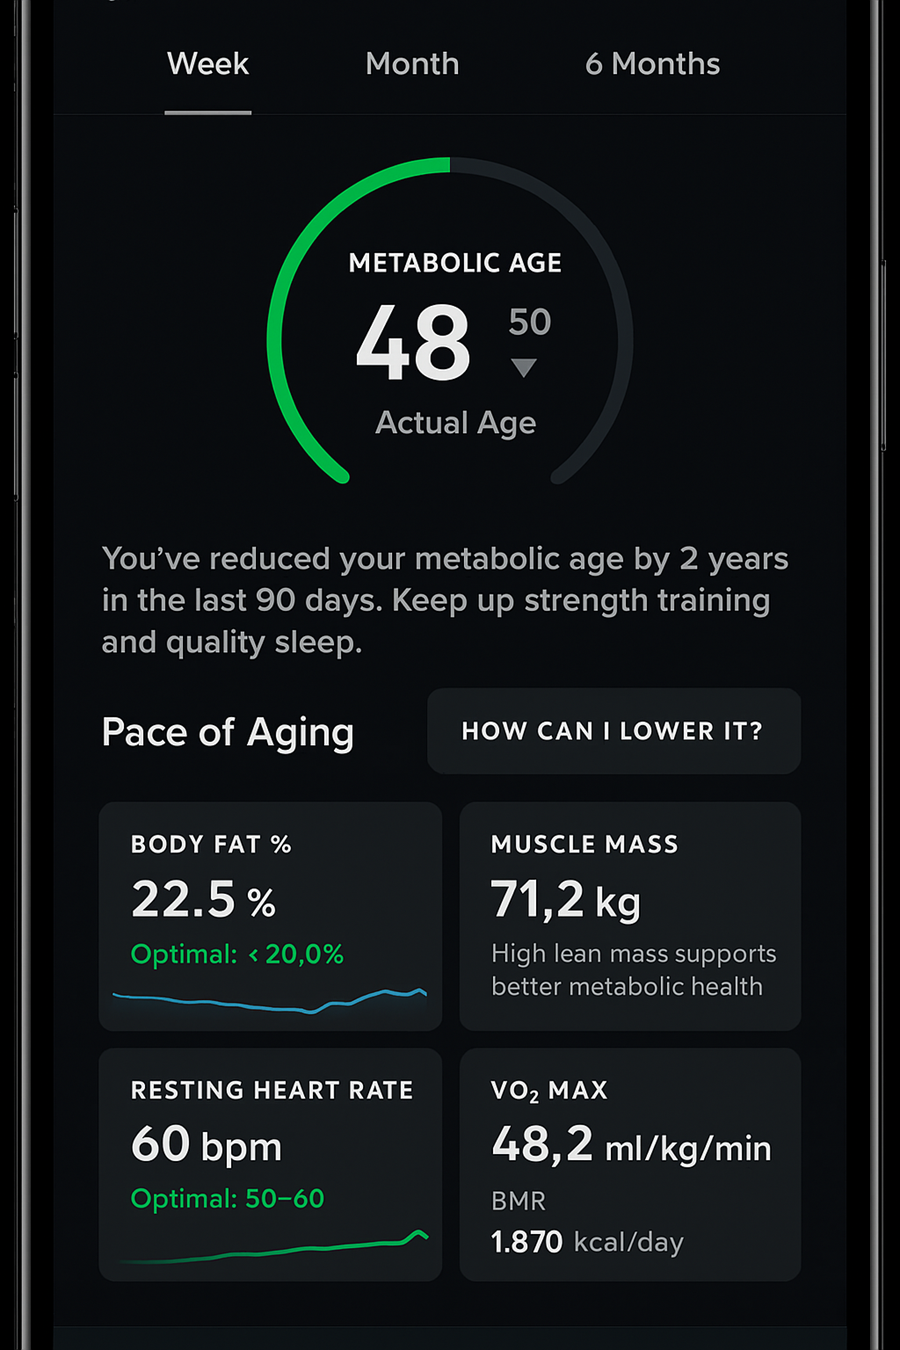 Week
Month
6 Months
METABOLIC AGE
48
50
Actual Age
You've reduced your metabolic age by 2 years
in the last 90 days. Keep up strength training
and quality sleep.
Pace of Aging
HOW CAN I LOWER IT?
BODY FAT %
22.5 %
Optimal: < 20,0%
MUSCLE MASS
71,2 kg
High lean mass supports
better metabolic health
RESTING HEART RATE
60 bpm
Optimal: 50–60
VO₂ MAX
48,2 ml/kg/min
BMR
1.870 kcal/day